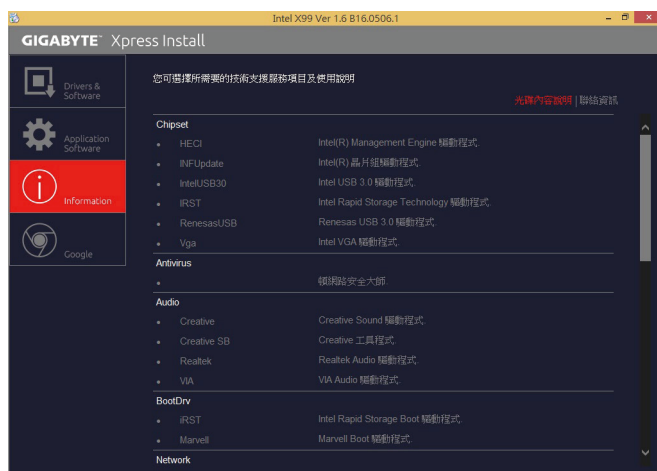 Intel X99 Ver 1.6 B16.0506.1
GIGABYTE™ Xpress Install
Drivers & Software
Application Software
Information
Google
您可選擇所需要的技術支援服務項目及使用說明
光碟內容說明 | 聯絡資訊
Chipset
HECI Intel(R) Management Engine 驅動程式.
INFUpdate Intel(R) 晶片組驅動程式.
IntelUSB30 Intel USB 3.0 驅動程式.
IRST Intel Rapid Storage Technology 驅動程式.
RenesasUSB Renesas USB 3.0 驅動程式.
Vga Intel VGA 驅動程式.
Antivirus
網路安全大師.
Audio
Creative Creative Sound 驅動程式.
Creative SB Creative 工具程式.
Realtek Realtek Audio 驅動程式.
VIA VIA Audio 驅動程式.
BootDrv
iRST Intel Rapid Storage Boot 驅動程式.
Marvell Marvell Boot 驅動程式.
Network